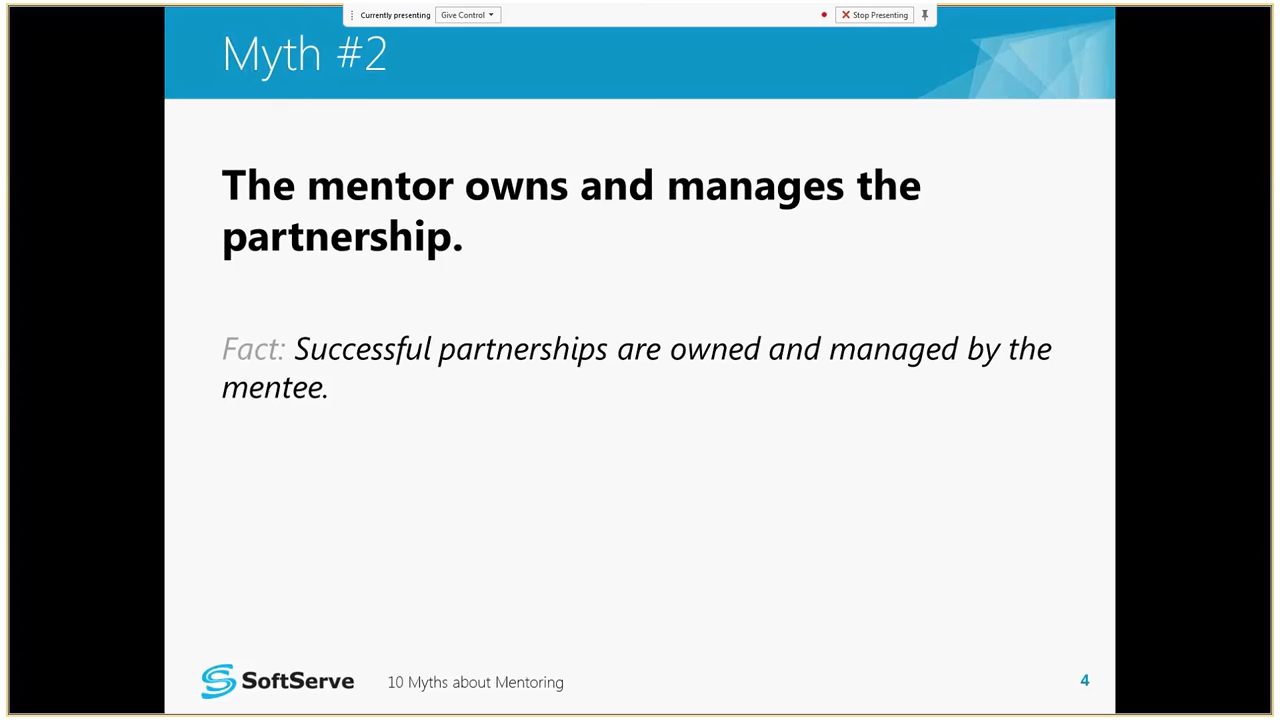 Currently presenting Give Control Stop Presenting
Myth #2
The mentor owns and manages the
partnership.
Fact: Successful partnerships are owned and managed by the
mentee.
SoftServe 10 Myths about Mentoring 4